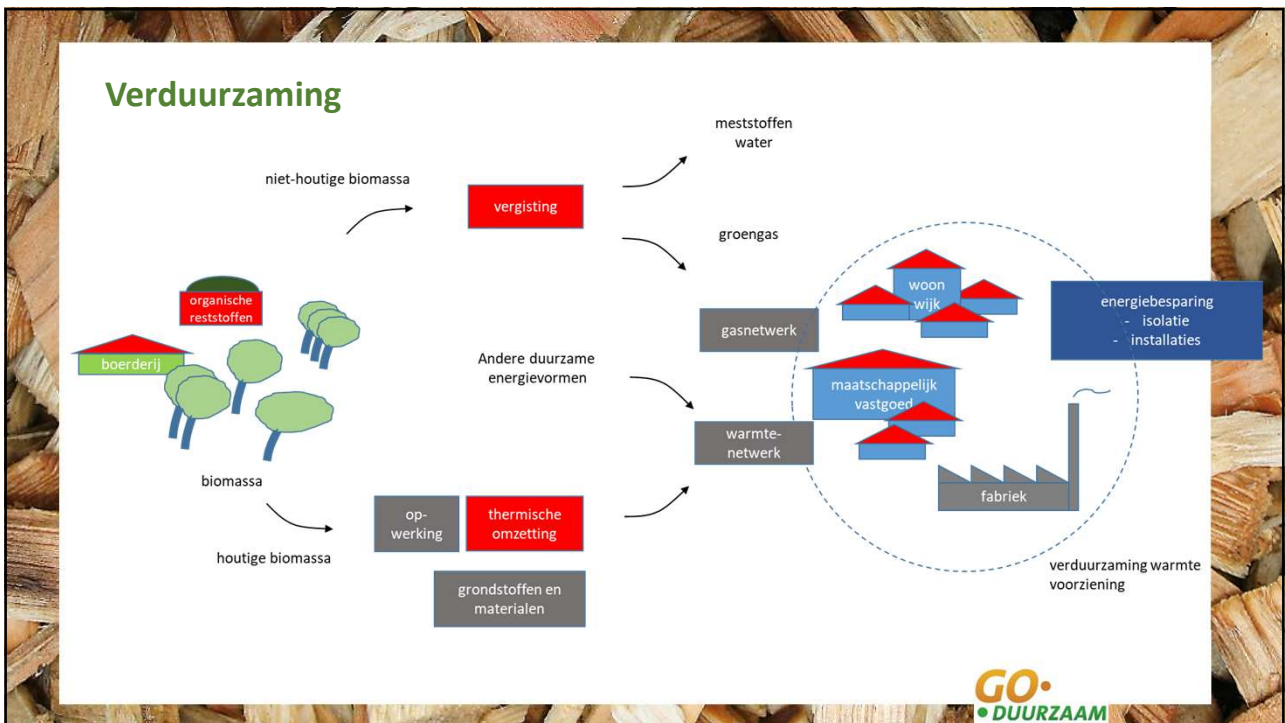 Verduurzaming
meststoffen
water
niet-houtige biomassa
vergisting
groengas
organische
reststoffen
boerderij
woon
wijk
energiebesparing
- isolatie
- installaties
gasnetwerk
Andere duurzame
energievormen
maatschappelijk
vastgoed
warmte-
netwerk
biomassa
fabriek
op-
werking
thermische
omzetting
houtige biomassa
verduurzaming warmte
voorziening
grondstoffen en
materialen
GO
DUURZAAM